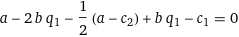 a − 2 b q₁ − 1/2 (a − c₂) + b q₁ − c₁ = 0